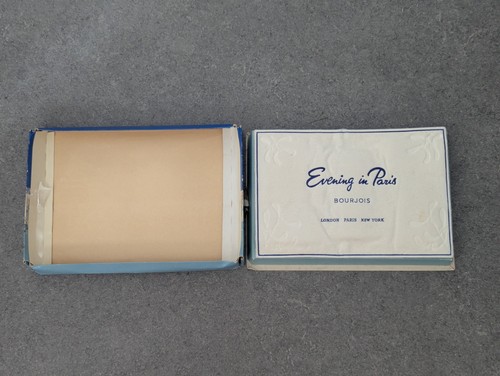 Evening in Paris
BOURJOIS
LONDON PARIS NEW YORK